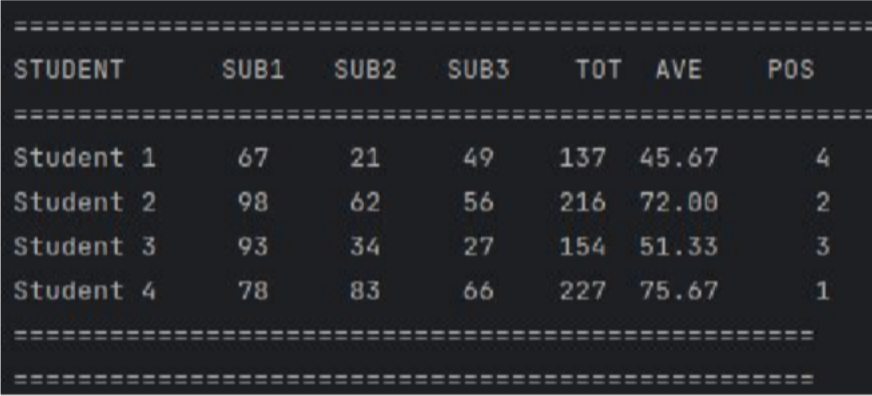 ======================================================
STUDENT SUB1 SUB2 SUB3 TOT AVE POS
======================================================
Student 1 67 21 49 137 45.67 4
Student 2 98 62 56 216 72.00 2
Student 3 93 34 27 154 51.33 3
Student 4 78 83 66 227 75.67 1
==================================================
==================================================